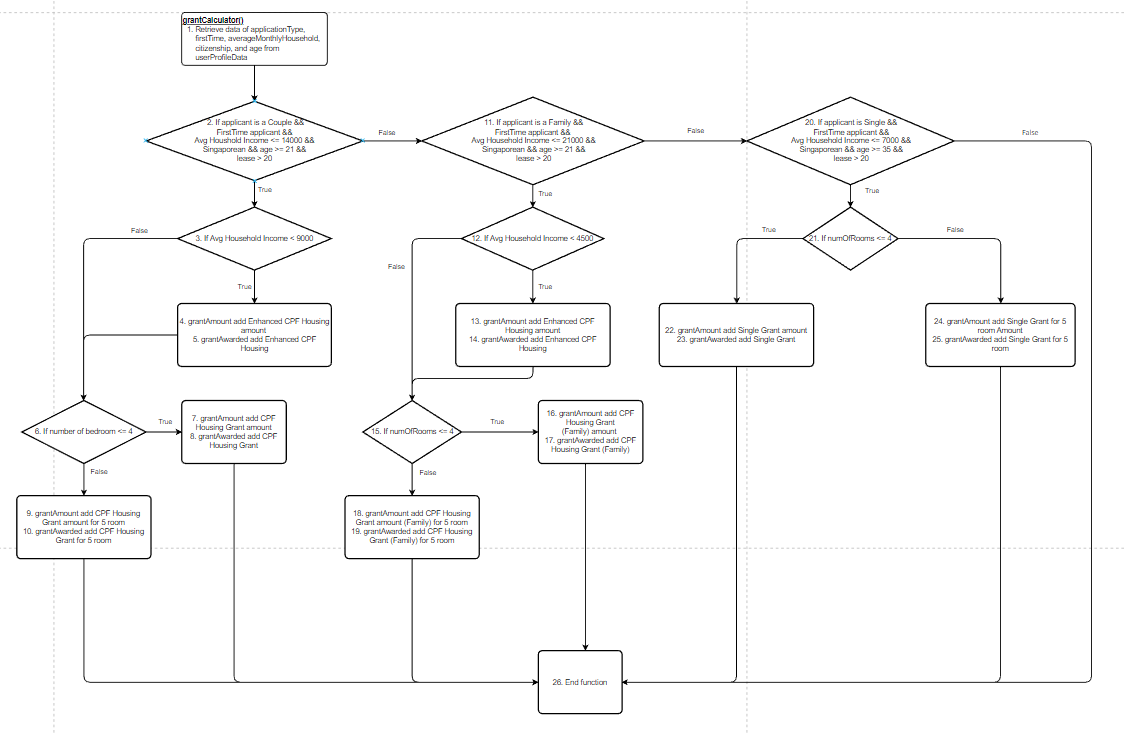 grantCalculator()
1. Retrieve data of applicationType,
firstTime, averageMonthlyHousehold,
citizenship, and age from
userProfileData
2. If applicant is a Couple &&
FirstTime applicant &&
Avg Houshold Income <= 14000 &&
Singaporean && age >= 21 &&
lease > 20
False
11. If applicant is a Family &&
FirstTime applicant &&
Avg Household Income <= 21000 &&
Singaporean && age >= 21 &&
lease > 20
False
20. If applicant is Single &&
FirstTime applicant &&
Avg Household Income <= 7000 &&
Singaporean && age >= 35 &&
lease > 20
False
True
True
True
False
3. If Avg Household Income < 9000
False
12. If Avg Household Income < 4500
True
21. If numOfRooms <= 4
False
True
True
4. grantAmount add Enhanced CPF Housing
amount
5. grantAwarded add Enhanced CPF
Housing
13. grantAmount add Enhanced CPF
Housing amount
14. grantAwarded add Enhanced CPF
Housing
22. grantAmount add Single Grant amount
23. grantAwarded add Single Grant
24. grantAmount add Single Grant for 5
room Amount
25. grantAwarded add Single Grant for 5
room
6. If number of bedroom <= 4
True
7. grantAmount add CPF
Housing Grant amount
8. grantAwarded add CPF
Housing Grant
15. If numOfRooms <= 4
True
16. grantAmount add CPF
Housing Grant
(Family) amount
17. grantAwarded add CPF
Housing Grant (Family)
False
False
9. grantAmount add CPF Housing
Grant amount for 5 room
10. grantAwarded add CPF Housing
Grant for 5 room
18. grantAmount add CPF Housing
Grant amount (Family) for 5 room
19. grantAwarded add CPF Housing
Grant (Family) for 5 room
26. End function